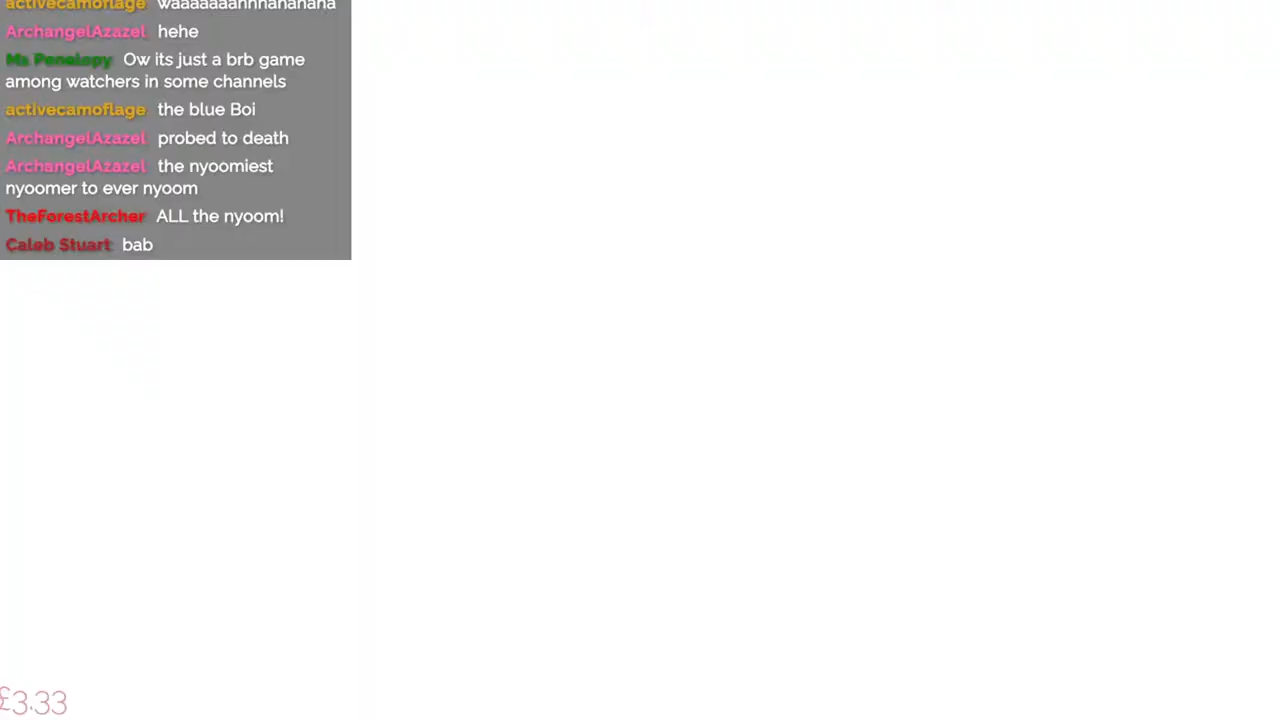 activecamoflage waaaaaaahhhahahaha
ArchangelAzazel hehe
Ms Penelopy Ow its just a brb game
among watchers in some channels
activecamoflage the blue Boi
ArchangelAzazel probed to death
ArchangelAzazel the nyoomiest
nyoomer to ever nyoom
TheForestArcher ALL the nyoom!
Caleb Stuart bab
£3.33